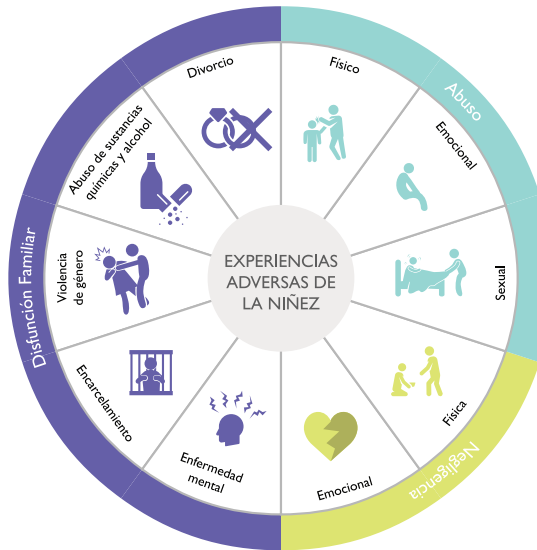 EXPERIENCIAS
ADVERSAS DE
LA NIÑEZ
Abuso
Físico
Emocional
Sexual
Negligencia
Física
Emocional
Disfunción Familiar
Enfermedad
mental
Encarcelamiento
Violencia
de género
Abuso de sustancias
químicas y alcohol
Divorcio